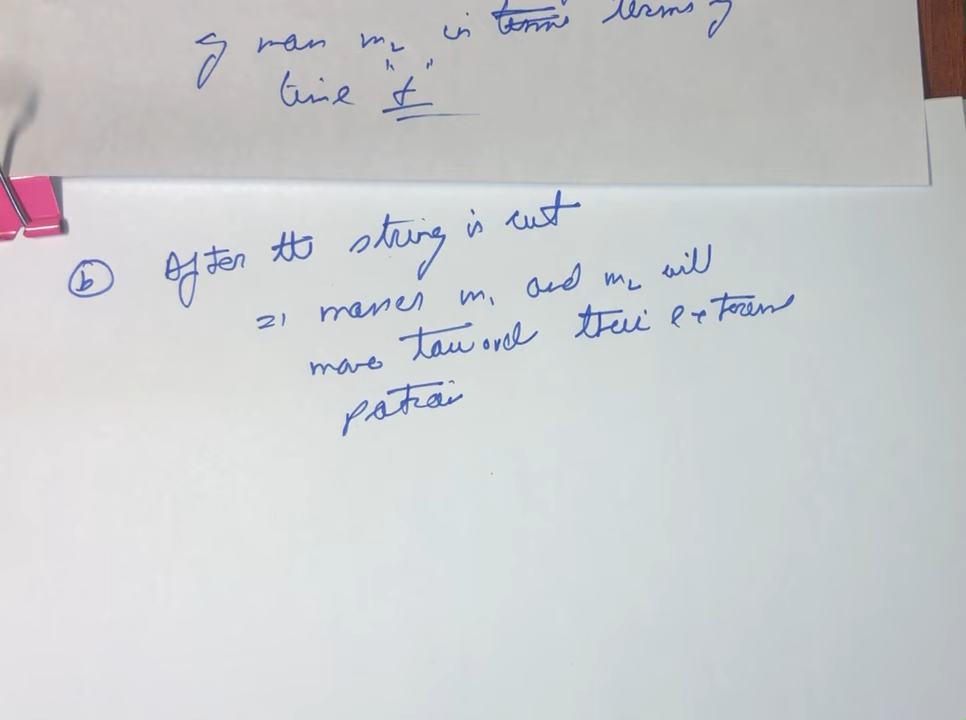 of mass m₂ in terms of
time "t"
(b) After the string is cut
=> masses m₁ and m₂ will
move toward their extreme